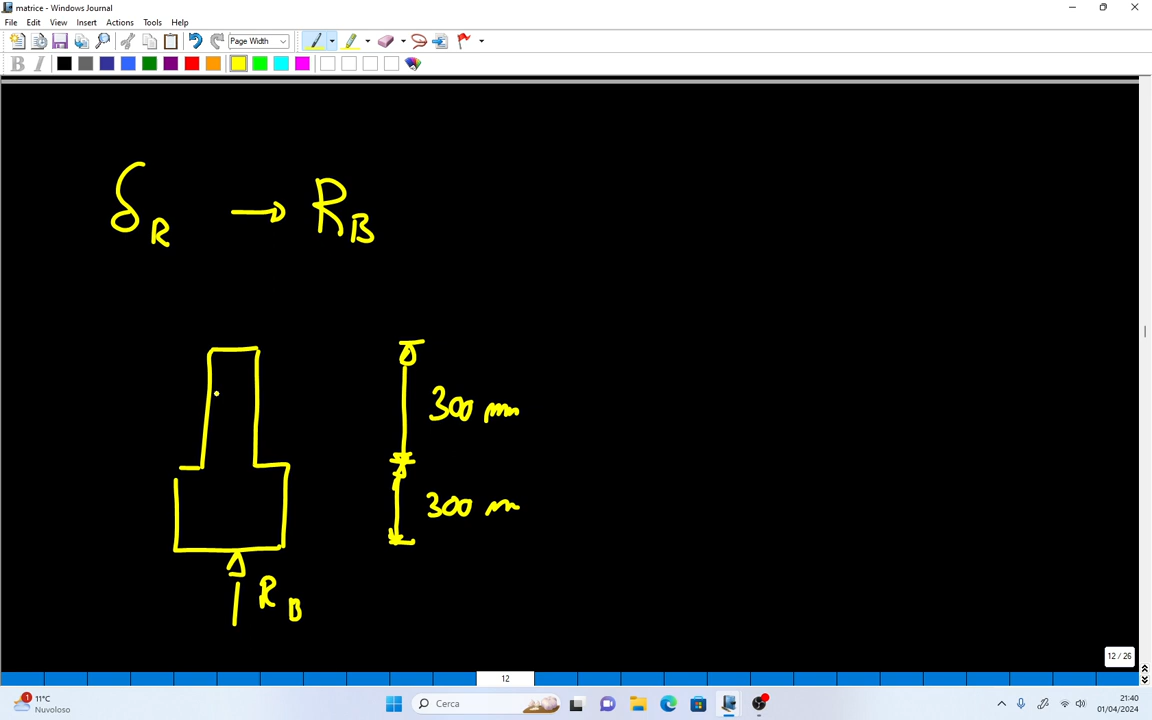 matrice - Windows Journal
File Edit View Insert Actions Tools Help
Page Width
B I
δR → RB
300 mm
300 m
RB
12 / 26
12
1
11°C
Nuvoloso
Cerca
21:40
01/04/2024